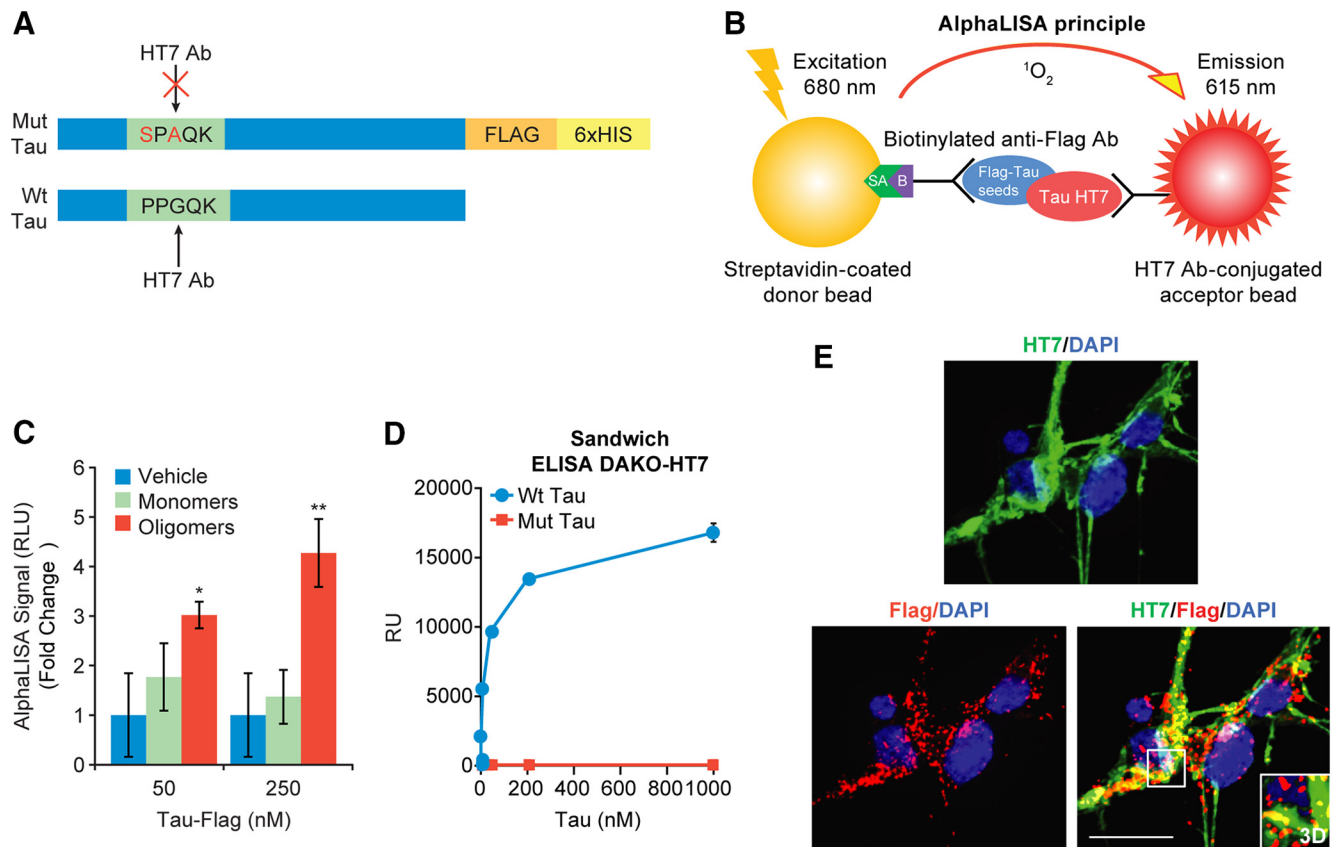 A
HT7 Ab
Mut
Tau
SPAQK
FLAG
6xHIS
Wt
Tau
PPGQK
HT7 Ab
B
AlphaLISA principle
Excitation
680 nm
¹O₂
Emission
615 nm
Biotinylated anti-Flag Ab
SA
B
Flag-Tau
seeds
Tau HT7
Streptavidin-coated
donor bead
HT7 Ab-conjugated
acceptor bead
C
AlphaLISA Signal (RLU)
(Fold Change )
6
5
4
3
2
1
0
Vehicle
Monomers
Oligomers
*
**
50
250
Tau-Flag (nM)
D
Sandwich
ELISA DAKO-HT7
RU
20000
15000
10000
5000
0
Wt Tau
Mut Tau
0
200
400
600
800
1000
Tau (nM)
E
HT7/DAPI
Flag/DAPI
HT7/Flag/DAPI
3D